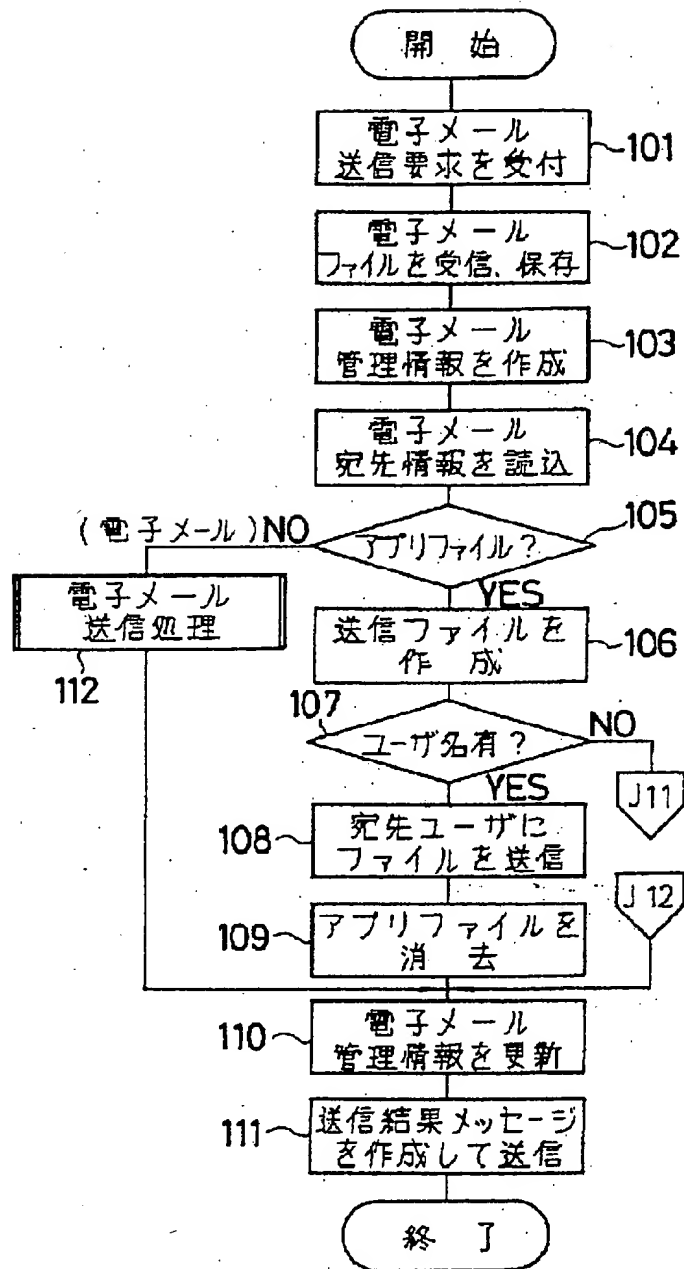 開始
電子メール
送信要求を受付
101
電子メール
ファイルを受信、保存
102
電子メール
管理情報を作成
103
電子メール
宛先情報を読込
104
105
(電子メール)NO
アプリファイル?
YES
電子メール
送信処理
112
送信ファイルを
作成
106
107
ユーザ名有?
NO
YES
J11
108
宛先ユーザに
ファイルを送信
J12
109
アプリファイルを
消去
110
電子メール
管理情報を更新
111
送信結果メッセージ
を作成して送信
終了